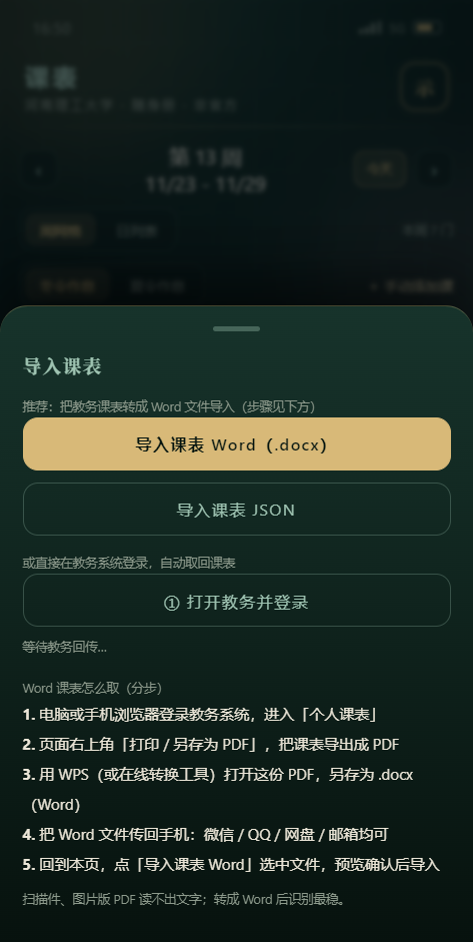 课表
第 13 周
11/23 - 11/29
导入课表
推荐：把教务课表转成 Word 文件导入（步骤见下方）
导入课表 Word（.docx）
导入课表 JSON
或直接在教务系统登录，自动取回课表
① 打开教务并登录
等待教务回传...
Word 课表怎么取（分步）
1. 电脑或手机浏览器登录教务系统，进入「个人课表」
2. 页面右上角「打印 / 另存为 PDF」，把课表导出成 PDF
3. 用 WPS（或在线转换工具）打开这份 PDF，另存为 .docx
（Word）
4. 把 Word 文件传回手机：微信 / QQ / 网盘 / 邮箱均可
5. 回到本页，点「导入课表 Word」选中文件，预览确认后导入
扫描件、图片版 PDF 读不出文字；转成 Word 后识别最稳。